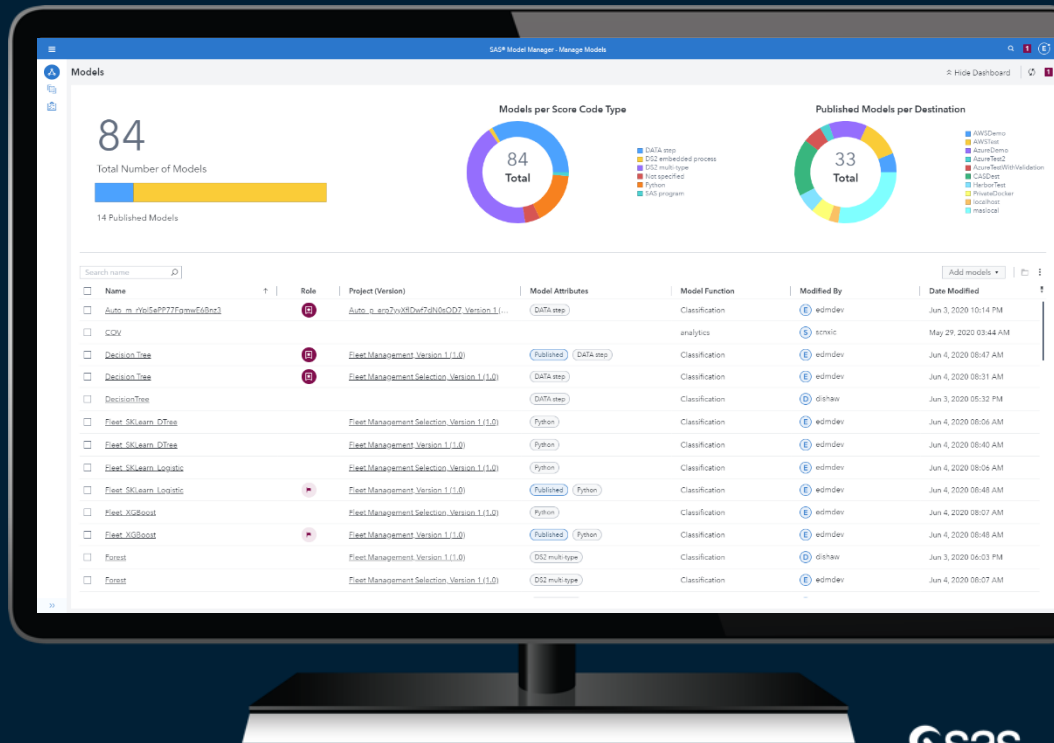 SAS® Model Manager - Manage Models
1
E
Models
Hide Dashboard
1
84
Total Number of Models
14 Published Models
Models per Score Code Type
84
Total
DATA step
DS2 embedded process
DS2 multi-type
Not specified
Python
SAS program
Published Models per Destination
33
Total
AWSDemo
AWSTest
AzureDemo
AzureTest2
AzureTestWithValidation
CASDest
HarborTest
PrivateDocker
localhost
maslocal
Search name
Add models
Name Role Project (Version) Model Attributes Model Function Modified By Date Modified
DATA step Classification E edmdev Jun 3, 2020 10:14 PM
COV analytics S scnxic May 29, 2020 03:44 AM
Decision Tree Fleet Management, Version 1 (1.0) Published DATA step Classification E edmdev Jun 4, 2020 08:47 AM
Decision Tree Fleet Management Selection, Version 1 (1.0) DATA step Classification E edmdev Jun 4, 2020 08:31 AM
DecisionTree DATA step Classification D dishaw Jun 3, 2020 05:32 PM
Fleet_SKLearn_DTree Fleet Management Selection, Version 1 (1.0) Python Classification E edmdev Jun 4, 2020 08:06 AM
Fleet_SKLearn_DTree Fleet Management, Version 1 (1.0) Python Classification E edmdev Jun 4, 2020 08:40 AM
Fleet_SKLearn_Logistic Fleet Management Selection, Version 1 (1.0) Python Classification E edmdev Jun 4, 2020 08:06 AM
Fleet_SKLearn_Logistic Fleet Management, Version 1 (1.0) Published Python Classification E edmdev Jun 4, 2020 08:48 AM
Fleet_XGBoost Fleet Management Selection, Version 1 (1.0) Python Classification E edmdev Jun 4, 2020 08:07 AM
Fleet_XGBoost Fleet Management, Version 1 (1.0) Published Python Classification E edmdev Jun 4, 2020 08:48 AM
Forest Fleet Management, Version 1 (1.0) DS2 multi-type Classification D dishaw Jun 3, 2020 06:03 PM
Forest Fleet Management Selection, Version 1 (1.0) DS2 multi-type Classification E edmdev Jun 4, 2020 08:07 AM
sas